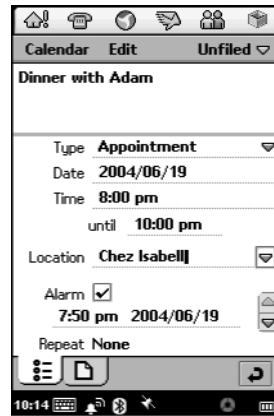 Calendar Edit Unfiled
Dinner with Adam
Type Appointment
Date 2004/06/19
Time 8:00 pm
until 10:00 pm
Location Chez Isabell
Alarm
7:50 pm 2004/06/19
Repeat None
10:14